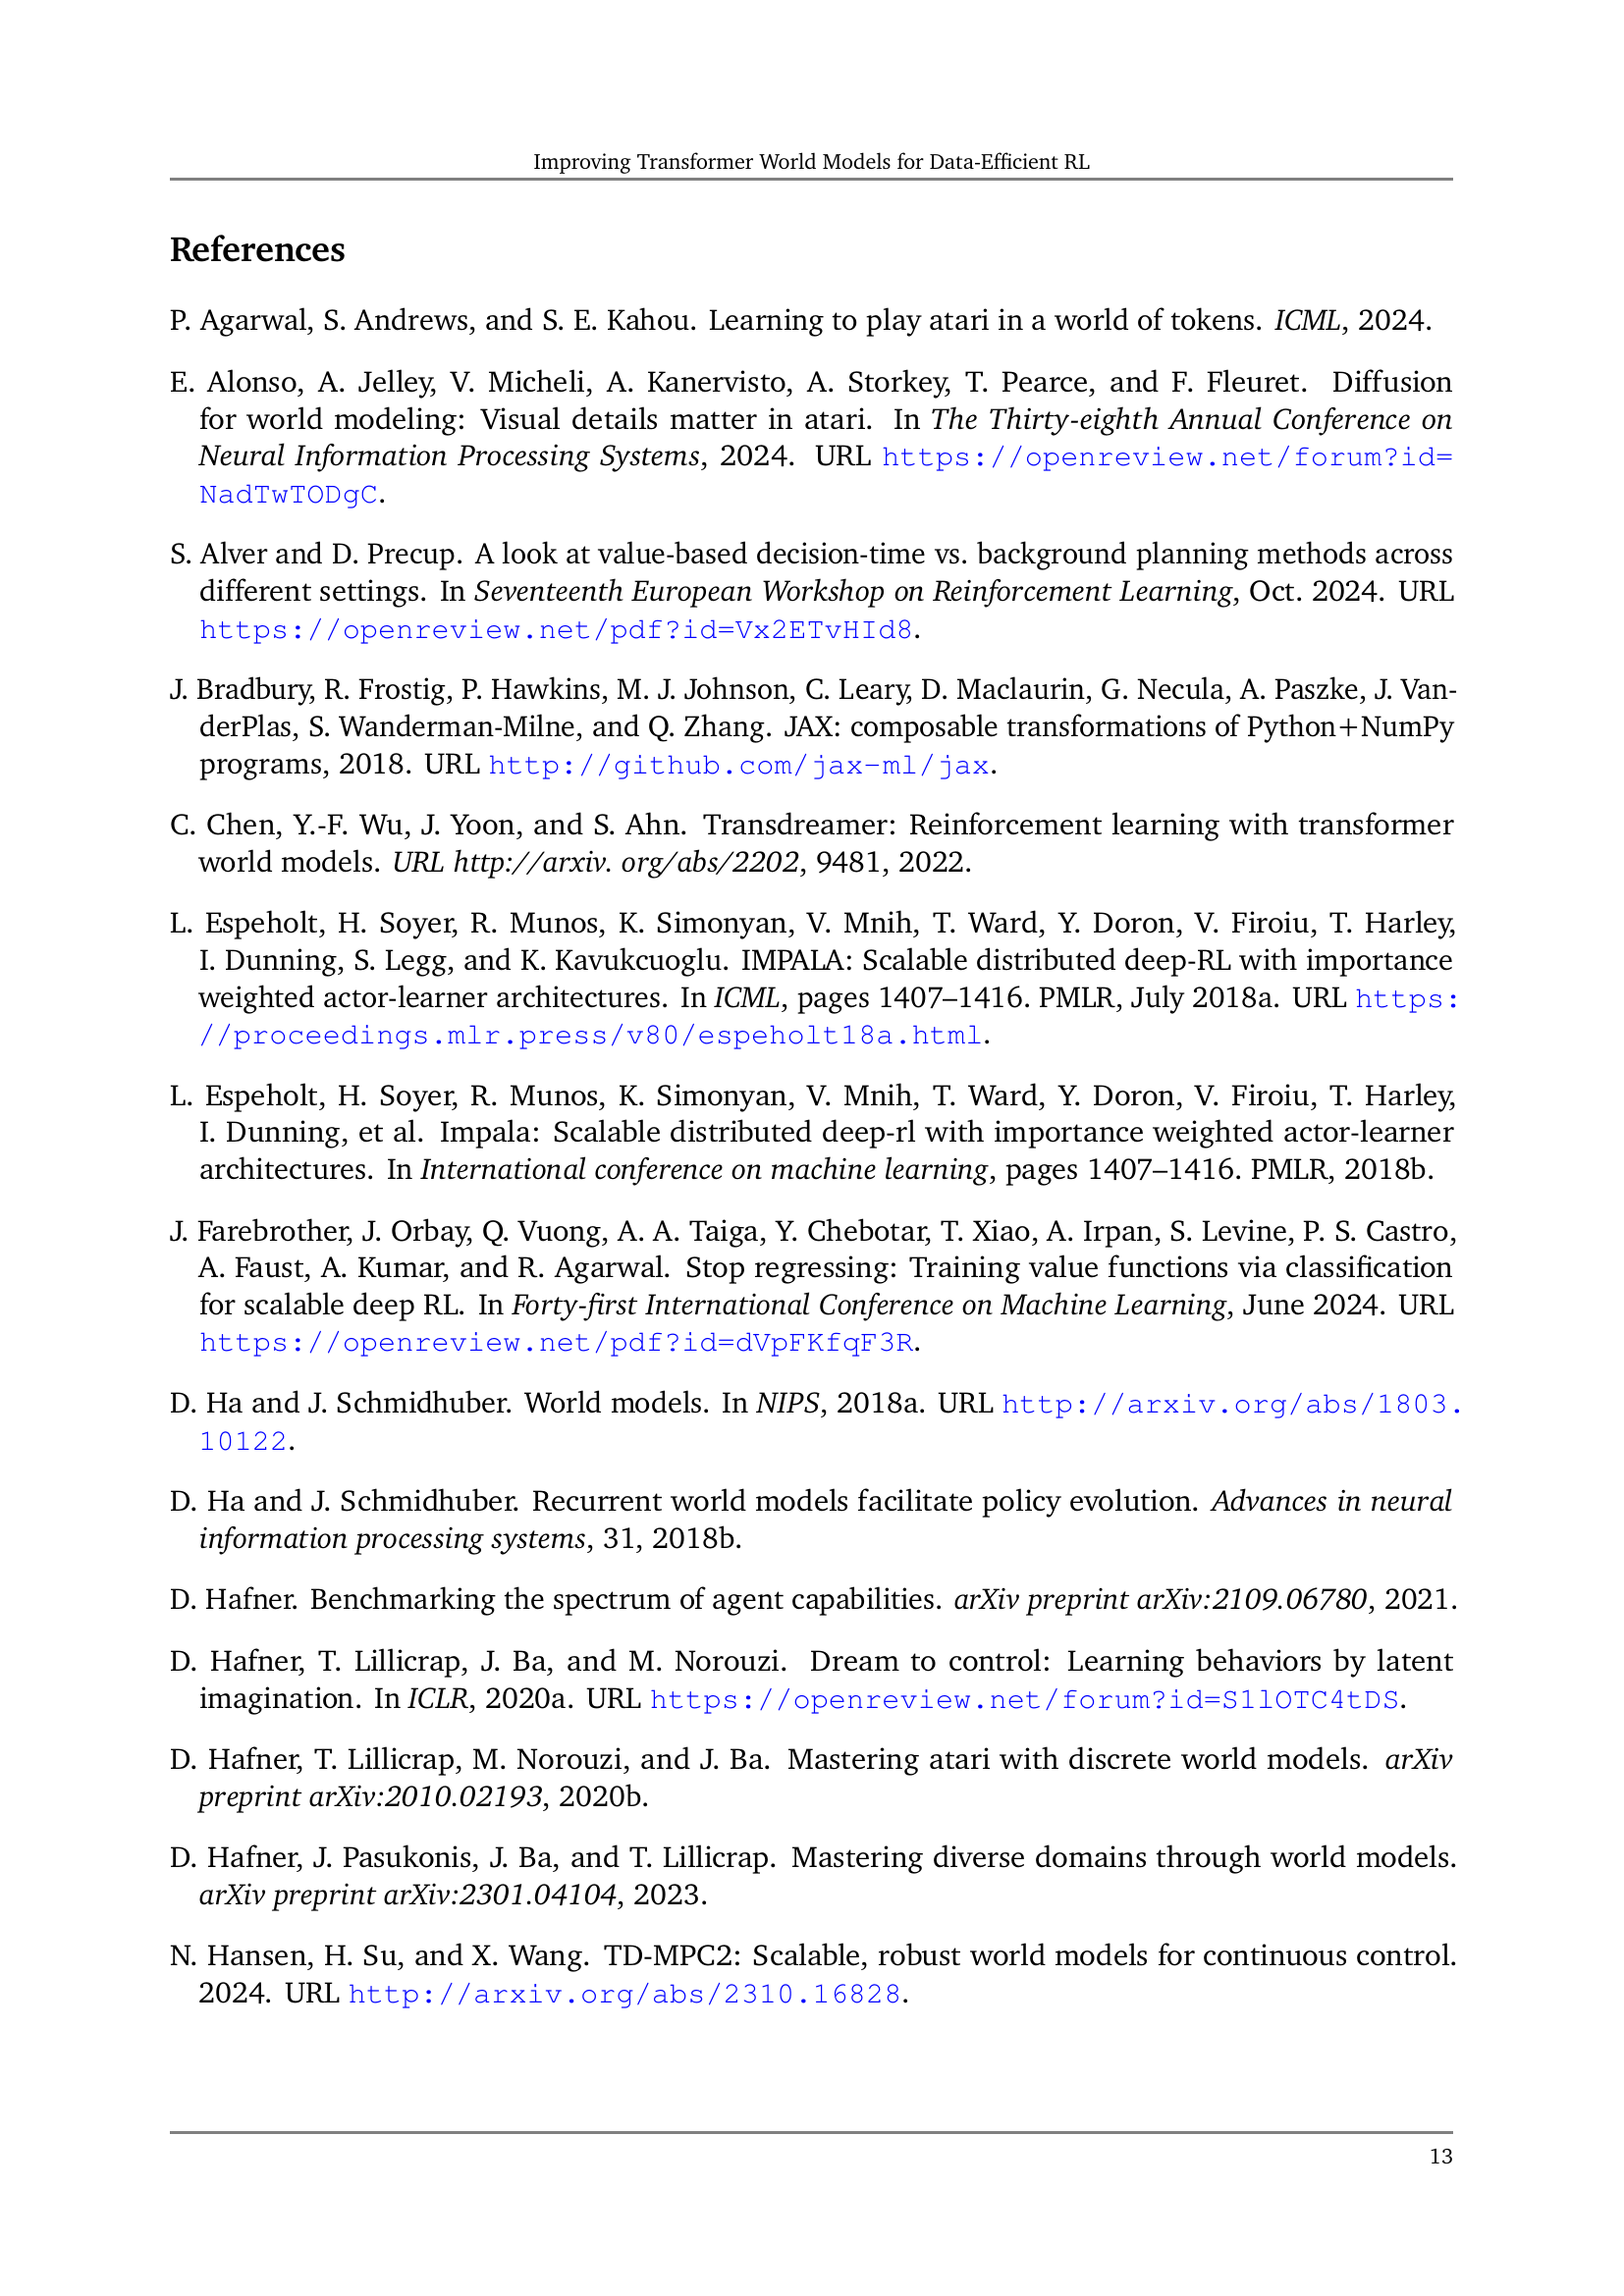 Improving Transformer World Models for Data-Efficient RL
References
P. Agarwal, S. Andrews, and S. E. Kahou. Learning to play atari in a world of tokens. ICML, 2024.
E. Alonso, A. Jelley, V. Micheli, A. Kanervisto, A. Storkey, T. Pearce, and F. Fleuret. Diffusion
for world modeling: Visual details matter in atari. In The Thirty-eighth Annual Conference on
Neural Information Processing Systems, 2024. URL https://openreview.net/forum?id=
NadTwTODgC.
S. Alver and D. Precup. A look at value-based decision-time vs. background planning methods across
different settings. In Seventeenth European Workshop on Reinforcement Learning, Oct. 2024. URL
https://openreview.net/pdf?id=Vx2ETvHId8.
J. Bradbury, R. Frostig, P. Hawkins, M. J. Johnson, C. Leary, D. Maclaurin, G. Necula, A. Paszke, J. Van-
derPlas, S. Wanderman-Milne, and Q. Zhang. JAX: composable transformations of Python+NumPy
programs, 2018. URL http://github.com/jax-ml/jax.
C. Chen, Y.-F. Wu, J. Yoon, and S. Ahn. Transdreamer: Reinforcement learning with transformer
world models. URL http://arxiv. org/abs/2202, 9481, 2022.
L. Espeholt, H. Soyer, R. Munos, K. Simonyan, V. Mnih, T. Ward, Y. Doron, V. Firoiu, T. Harley,
I. Dunning, S. Legg, and K. Kavukcuoglu. IMPALA: Scalable distributed deep-RL with importance
weighted actor-learner architectures. In ICML, pages 1407–1416. PMLR, July 2018a. URL https:
//proceedings.mlr.press/v80/espeholt18a.html.
L. Espeholt, H. Soyer, R. Munos, K. Simonyan, V. Mnih, T. Ward, Y. Doron, V. Firoiu, T. Harley,
I. Dunning, et al. Impala: Scalable distributed deep-rl with importance weighted actor-learner
architectures. In International conference on machine learning, pages 1407–1416. PMLR, 2018b.
J. Farebrother, J. Orbay, Q. Vuong, A. A. Taiga, Y. Chebotar, T. Xiao, A. Irpan, S. Levine, P. S. Castro,
A. Faust, A. Kumar, and R. Agarwal. Stop regressing: Training value functions via classification
for scalable deep RL. In Forty-first International Conference on Machine Learning, June 2024. URL
https://openreview.net/pdf?id=dVpFKfqF3R.
D. Ha and J. Schmidhuber. World models. In NIPS, 2018a. URL http://arxiv.org/abs/1803.
10122.
D. Ha and J. Schmidhuber. Recurrent world models facilitate policy evolution. Advances in neural
information processing systems, 31, 2018b.
D. Hafner. Benchmarking the spectrum of agent capabilities. arXiv preprint arXiv:2109.06780, 2021.
D. Hafner, T. Lillicrap, J. Ba, and M. Norouzi. Dream to control: Learning behaviors by latent
imagination. In ICLR, 2020a. URL https://openreview.net/forum?id=S1lOTC4tDS.
D. Hafner, T. Lillicrap, M. Norouzi, and J. Ba. Mastering atari with discrete world models. arXiv
preprint arXiv:2010.02193, 2020b.
D. Hafner, J. Pasukonis, J. Ba, and T. Lillicrap. Mastering diverse domains through world models.
arXiv preprint arXiv:2301.04104, 2023.
N. Hansen, H. Su, and X. Wang. TD-MPC2: Scalable, robust world models for continuous control.
2024. URL http://arxiv.org/abs/2310.16828.
13